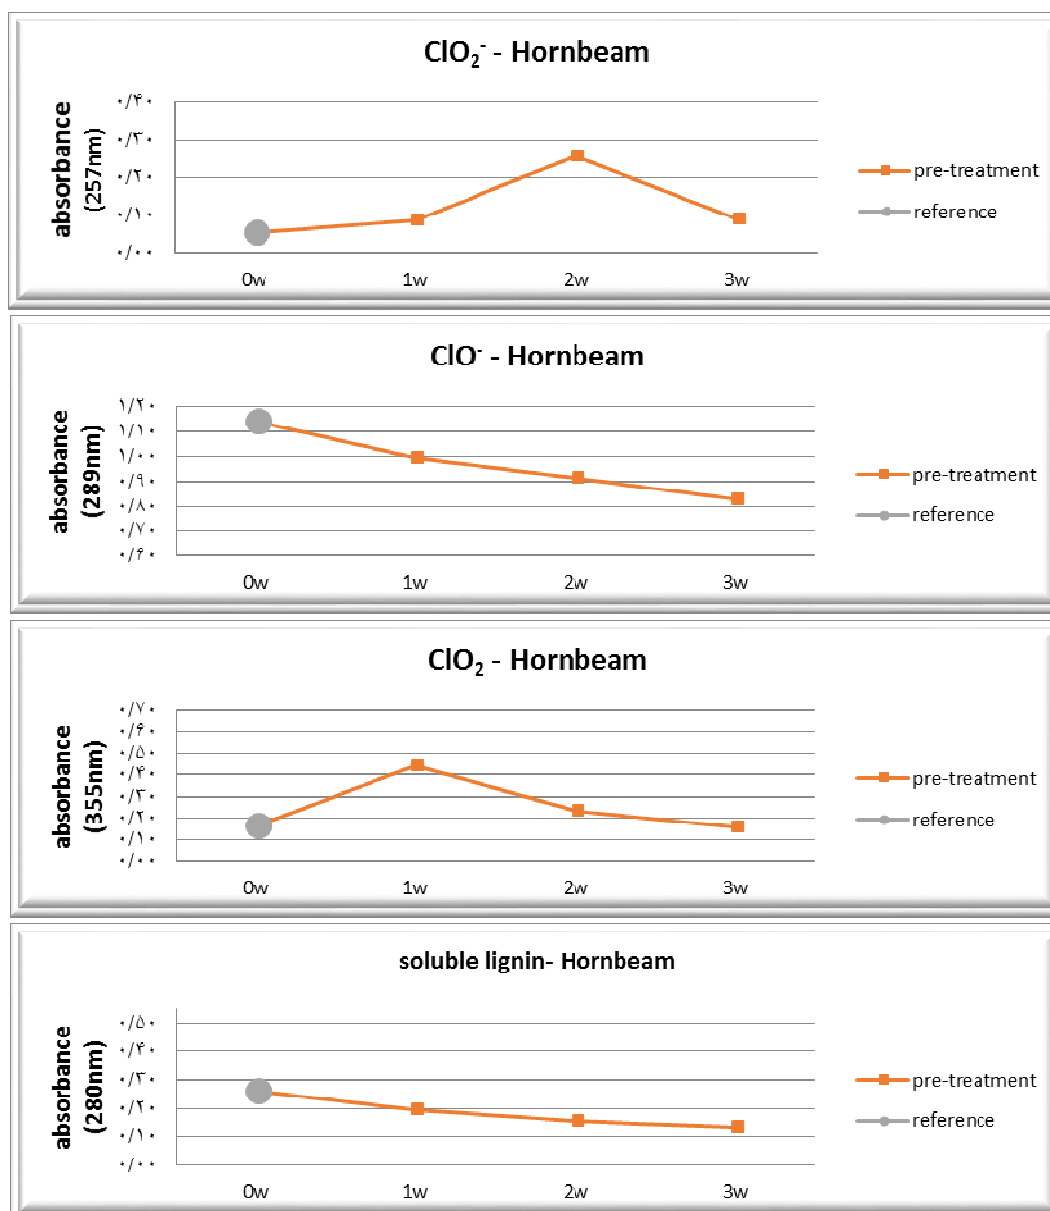 ClO₂⁻ - Hornbeam
absorbance
(257nm)
۰/۴۰
۰/۳۰
۰/۲۰
۰/۱۰
۰/۰۰
0w 1w 2w 3w
pre-treatment
reference
ClO⁻ - Hornbeam
absorbance
(289nm)
۱/۲۰
۱/۱۰
۱/۰۰
۰/۹۰
۰/۸۰
۰/۷۰
۰/۶۰
0w 1w 2w 3w
pre-treatment
reference
ClO₂ - Hornbeam
absorbance
(355nm)
۰/۷۰
۰/۶۰
۰/۵۰
۰/۴۰
۰/۳۰
۰/۲۰
۰/۱۰
۰/۰۰
0w 1w 2w 3w
pre-treatment
reference
soluble lignin- Hornbeam
absorbance
(280nm)
۰/۵۰
۰/۴۰
۰/۳۰
۰/۲۰
۰/۱۰
۰/۰۰
0w 1w 2w 3w
pre-treatment
reference